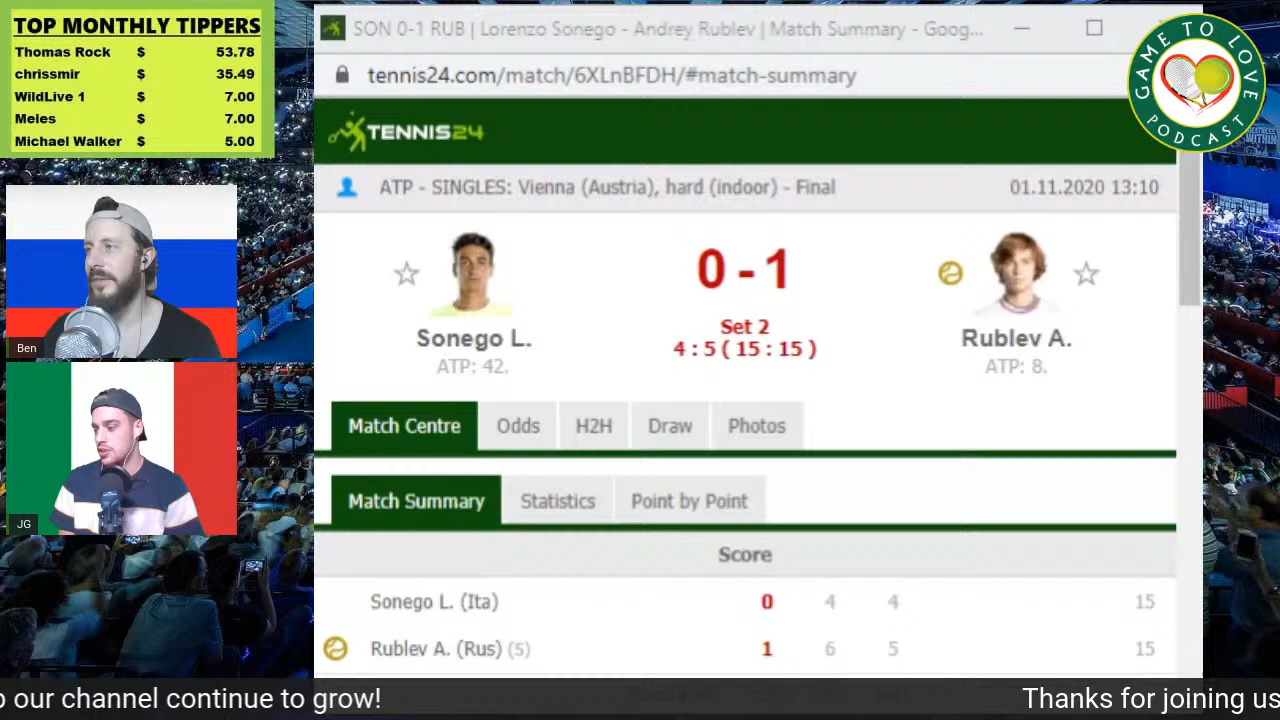 TOP MONTHLY TIPPERS
Thomas Rock $ 53.78
chrissmir $ 35.49
WildLive 1 $ 7.00
Meles $ 7.00
Michael Walker $ 5.00
Ben
JG
SON 0-1 RUB | Lorenzo Sonego - Andrey Rublev | Match Summary - Goog...
tennis24.com/match/6XLnBFDH/#match-summary
GAME TO LOVE
PODCAST
TENNIS24
ATP - SINGLES: Vienna (Austria), hard (indoor) - Final 01.11.2020 13:10
0 - 1
Set 2
4 : 5 ( 15 : 15 )
Sonego L. Rublev A.
ATP: 42. ATP: 8.
Match Centre Odds H2H Draw Photos
Match Summary Statistics Point by Point
Score
Sonego L. (Ita) 0 4 4 15
Rublev A. (Rus) (5) 1 6 5 15
our channel continue to grow! Thanks for joining us